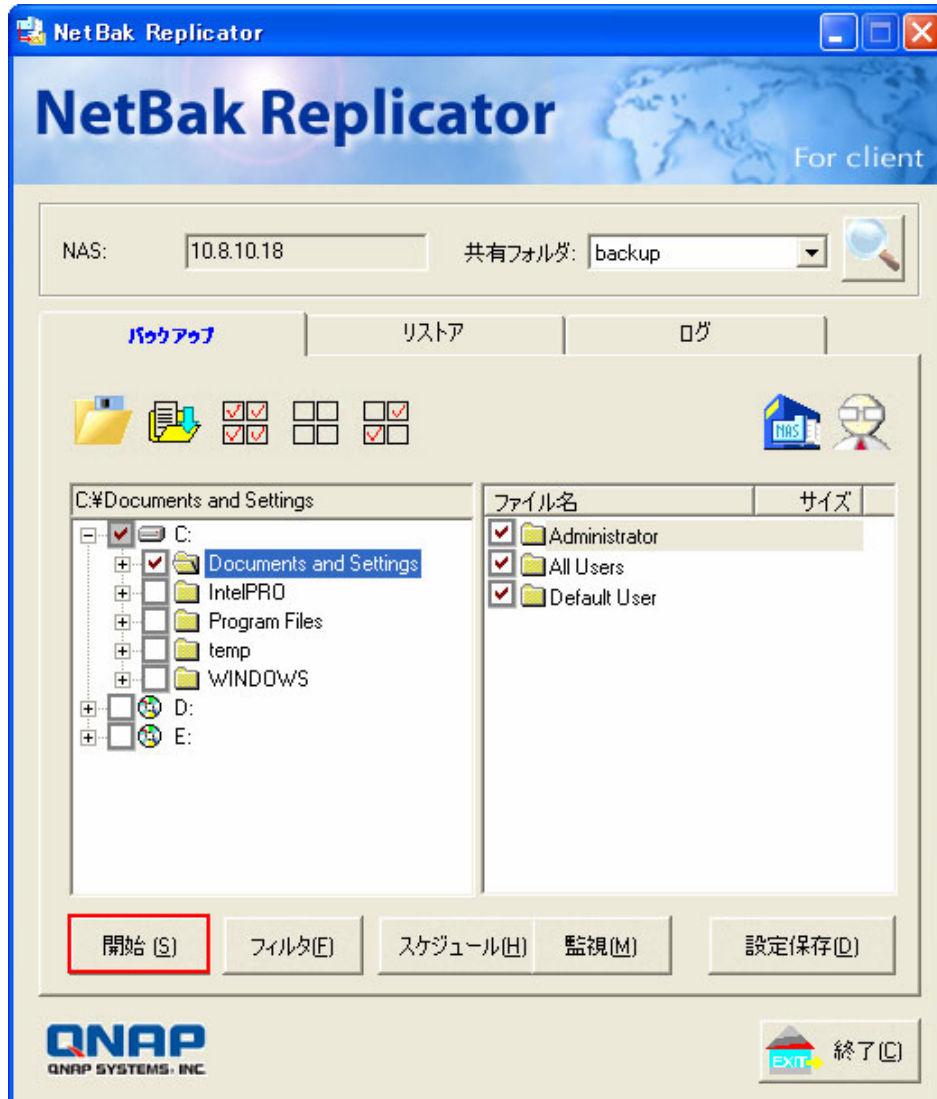 NetBak Replicator
NetBak Replicator
For client
NAS: 10.8.10.18 共有フォルダ: backup
バックアップ リストア ログ
NAS
C:¥Documents and Settings
C:
Documents and Settings
IntelPRO
Program Files
temp
WINDOWS
D:
E:
ファイル名 サイズ
Administrator
All Users
Default User
開始 (S) フィルタ(F) スケジュール(H) 監視(M) 設定保存(D)
QNAP
QNAP SYSTEMS, INC
EXIT 終了(C)